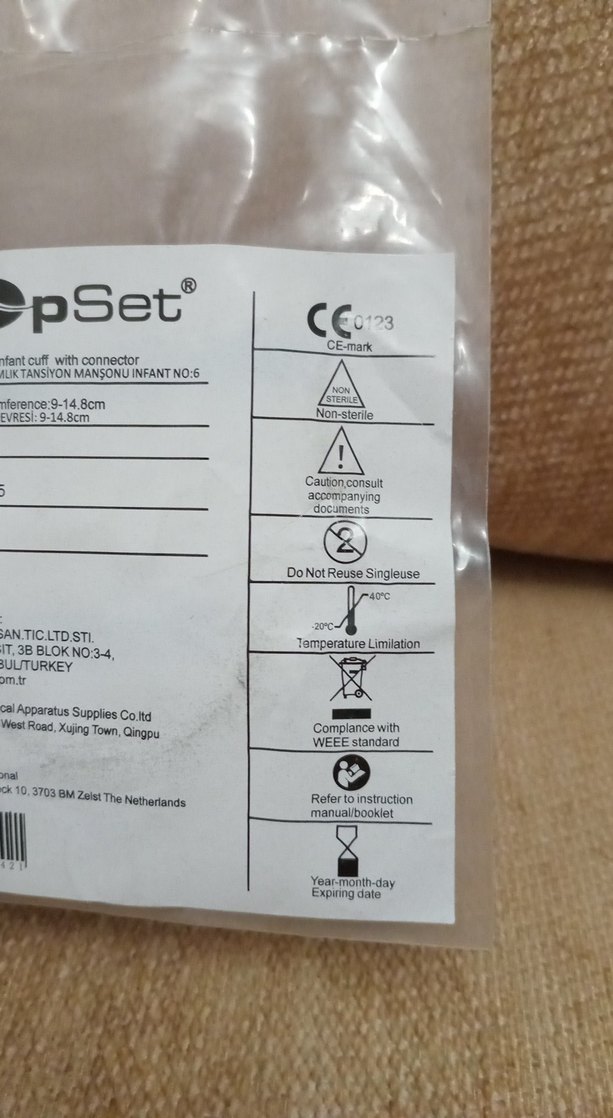 pSet®
nfant cuff with connector
MLIK TANSİYON MANŞONU INFANT NO:6
mference:9-14.8cm
EVRESİ: 9-14.8cm
5
:
SAN.TIC.LTD.STI.
SIT, 3B BLOK NO:3-4,
BUL/TURKEY
om.tr
cal Apparatus Supplies Co.ltd
West Road, Xujing Town, Qingpu
onal
ock 10, 3703 BM Zeist The Netherlands
421
CE 0123
CE-mark
NON
STERILE
Non-sterile
!
Caution,consult
accompanying
documents
2
Do Not Reuse Singleuse
40°C
-20°C
Temperature Limilation
Complance with
WEEE standard
Refer to instruction
manual/booklet
Year-month-day
Expiring date